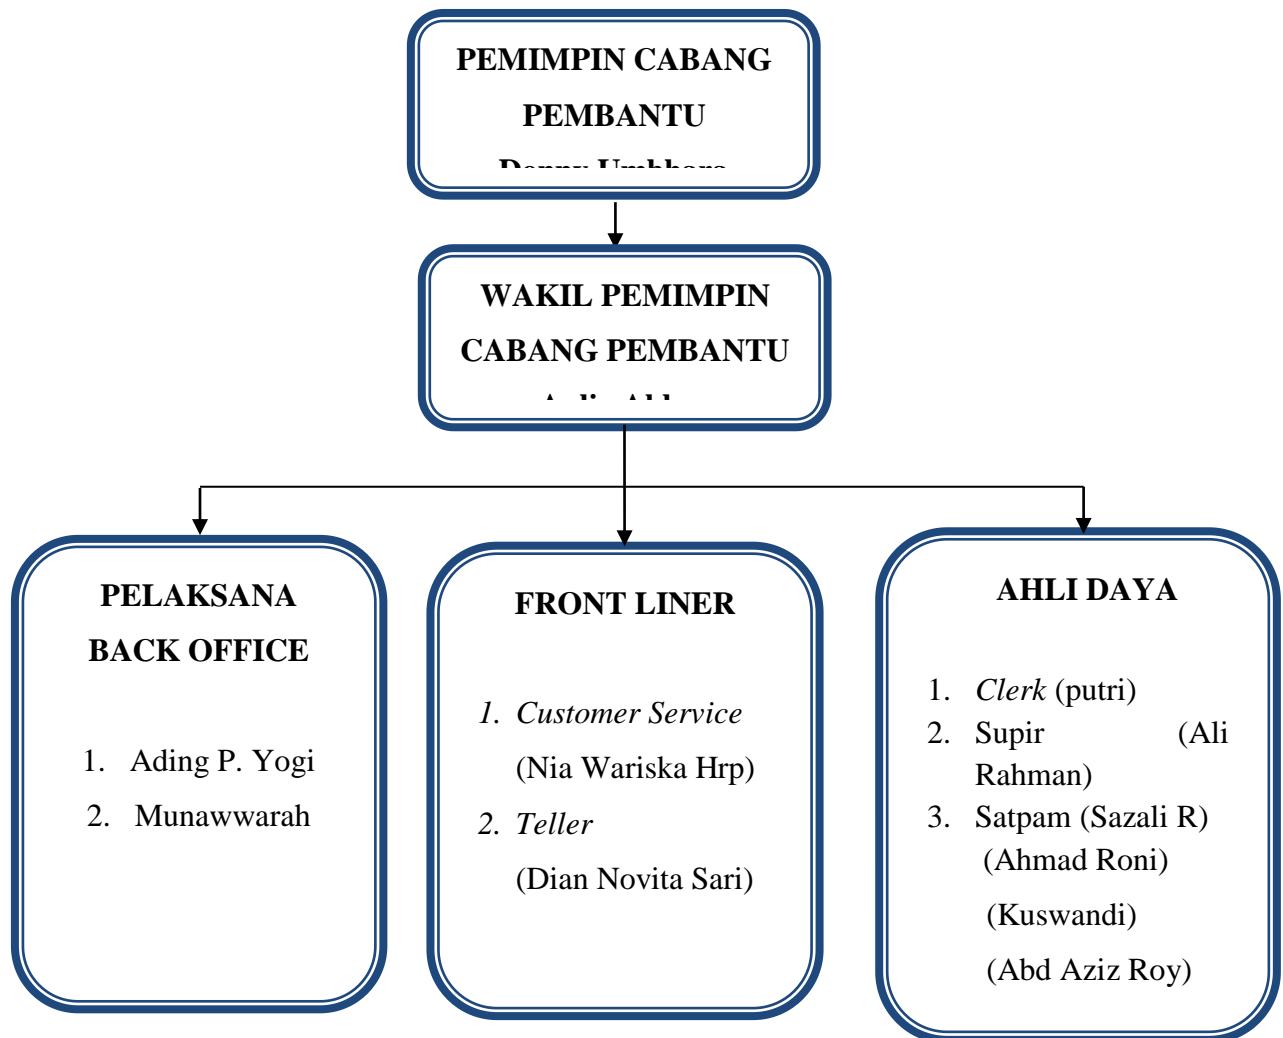 PEMIMPIN CABANG
PEMBANTU
WAKIL PEMIMPIN
CABANG PEMBANTU
PELAKSANA
BACK OFFICE
1. Ading P. Yogi
2. Munawwarah
FRONT LINER
1. Customer Service
(Nia Wariska Hrp)
2. Teller
(Dian Novita Sari)
AHLI DAYA
1. Clerk (putri)
2. Supir (Ali
Rahman)
3. Satpam (Sazali R)
(Ahmad Roni)
(Kuswandi)
(Abd Aziz Roy)